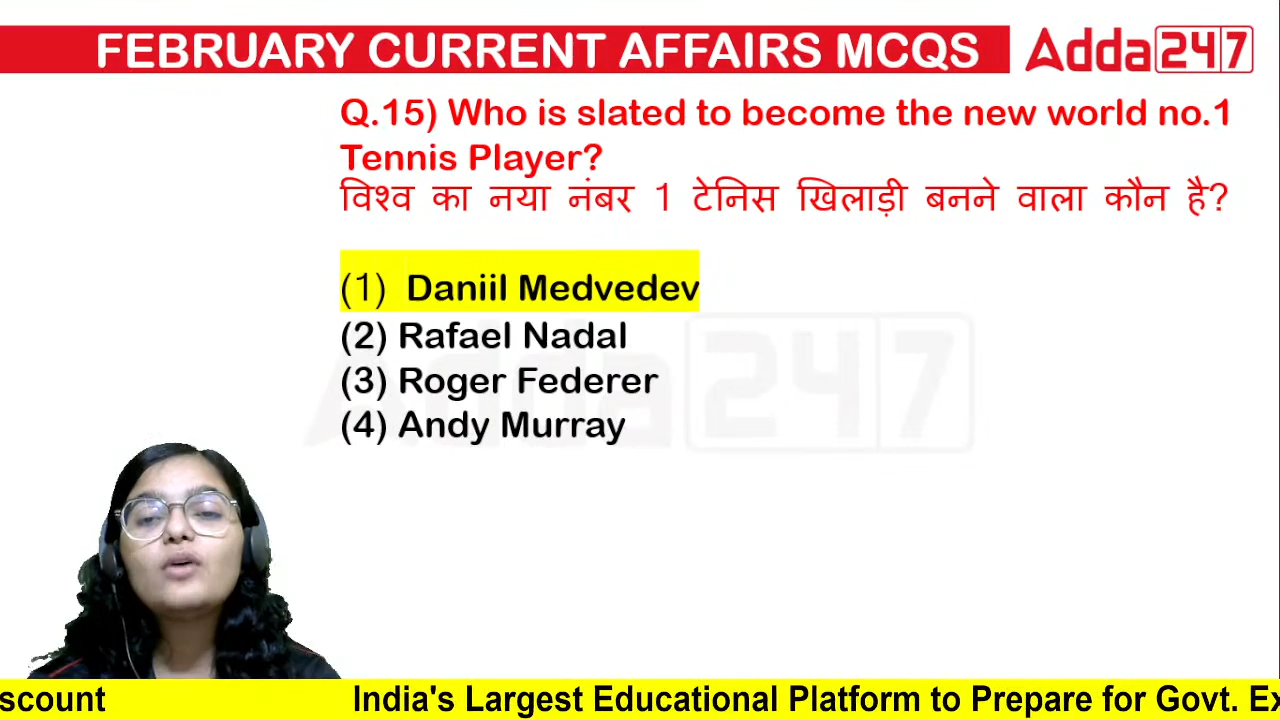 FEBRUARY CURRENT AFFAIRS MCQS
Adda247
Q.15) Who is slated to become the new world no.1
Tennis Player?
विश्व का नया नंबर 1 टेनिस खिलाड़ी बनने वाला कौन है?
(1) Daniil Medvedev
(2) Rafael Nadal
(3) Roger Federer
(4) Andy Murray
Adda247
scount India's Largest Educational Platform to Prepare for Govt. Ex